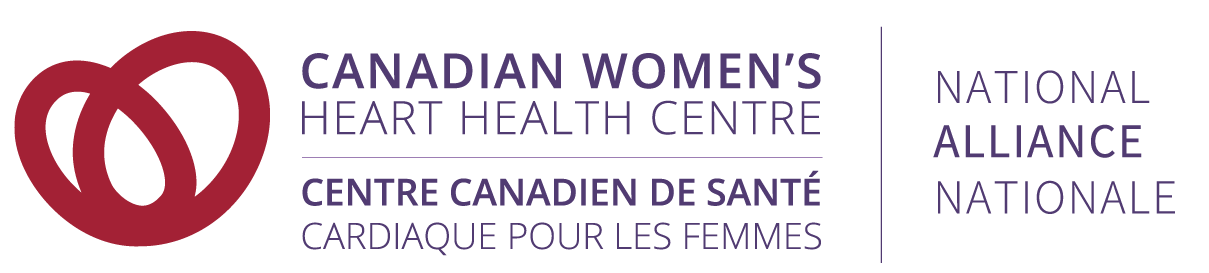 CANADIAN WOMEN'S
HEART HEALTH CENTRE
CENTRE CANADIEN DE SANTÉ
CARDIAQUE POUR LES FEMMES
NATIONAL
ALLIANCE
NATIONALE